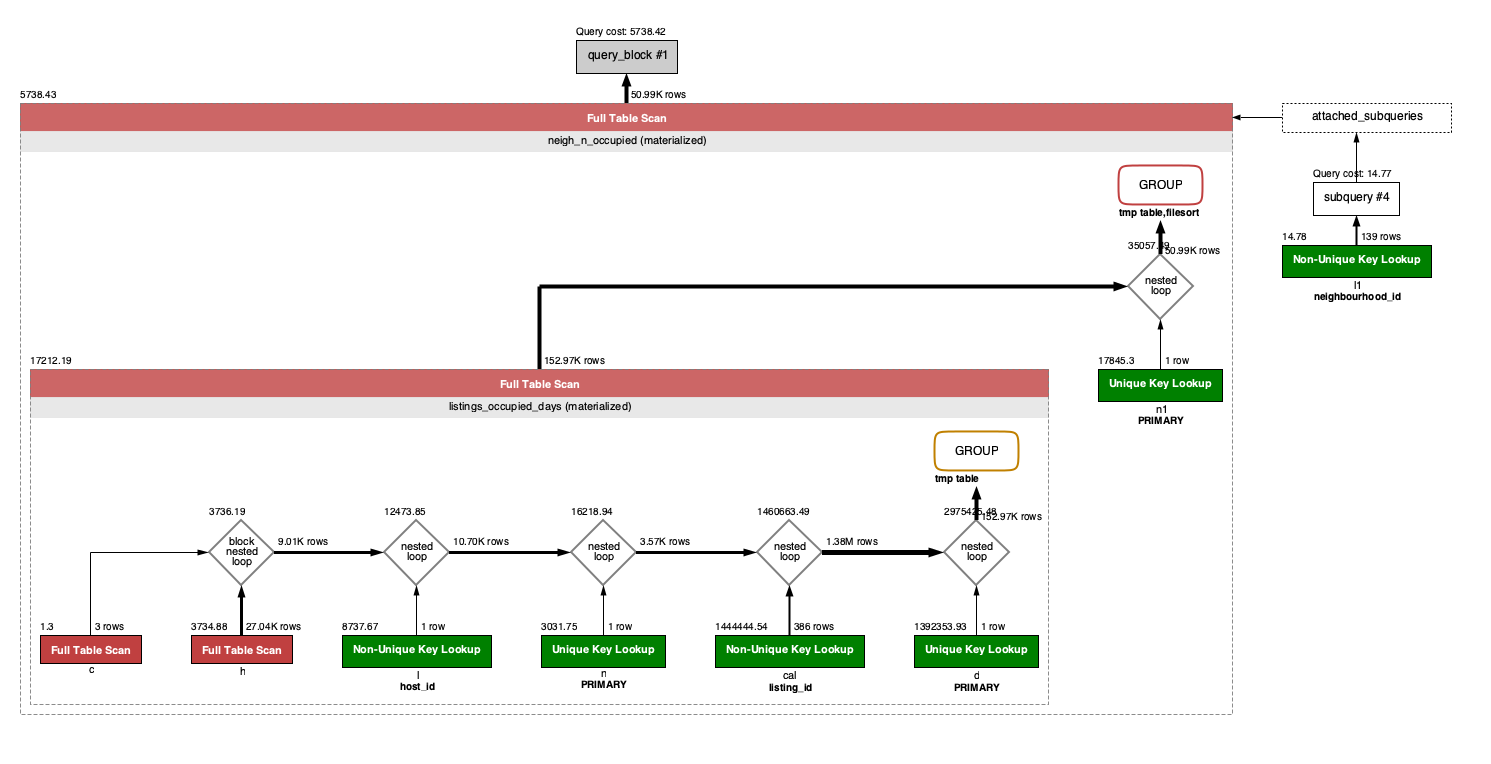 Query cost: 5738.42
query_block #1
5738.43
50.99K rows
Full Table Scan
neigh_n_occupied (materialized)
attached_subqueries
Query cost: 14.77
subquery #4
14.78
139 rows
Non-Unique Key Lookup
l1
neighbourhood_id
GROUP
tmp table,filesort
50.99K rows
nested
loop
17212.19
152.97K rows
17845.3
1 row
Full Table Scan
Unique Key Lookup
listings_occupied_days (materialized)
n1
PRIMARY
GROUP
tmp table
3736.19
12473.85
16218.94
1460663.49
152.97K rows
block
nested
loop
9.01K rows
nested
loop
10.70K rows
nested
loop
3.57K rows
nested
loop
1.38M rows
nested
loop
1.3
3 rows
3734.88
27.04K rows
8737.67
1 row
3031.75
1 row
1444444.54
386 rows
1392353.93
1 row
Full Table Scan
Full Table Scan
Non-Unique Key Lookup
Unique Key Lookup
Non-Unique Key Lookup
Unique Key Lookup
c
h
l
host_id
n
PRIMARY
cal
listing_id
d
PRIMARY